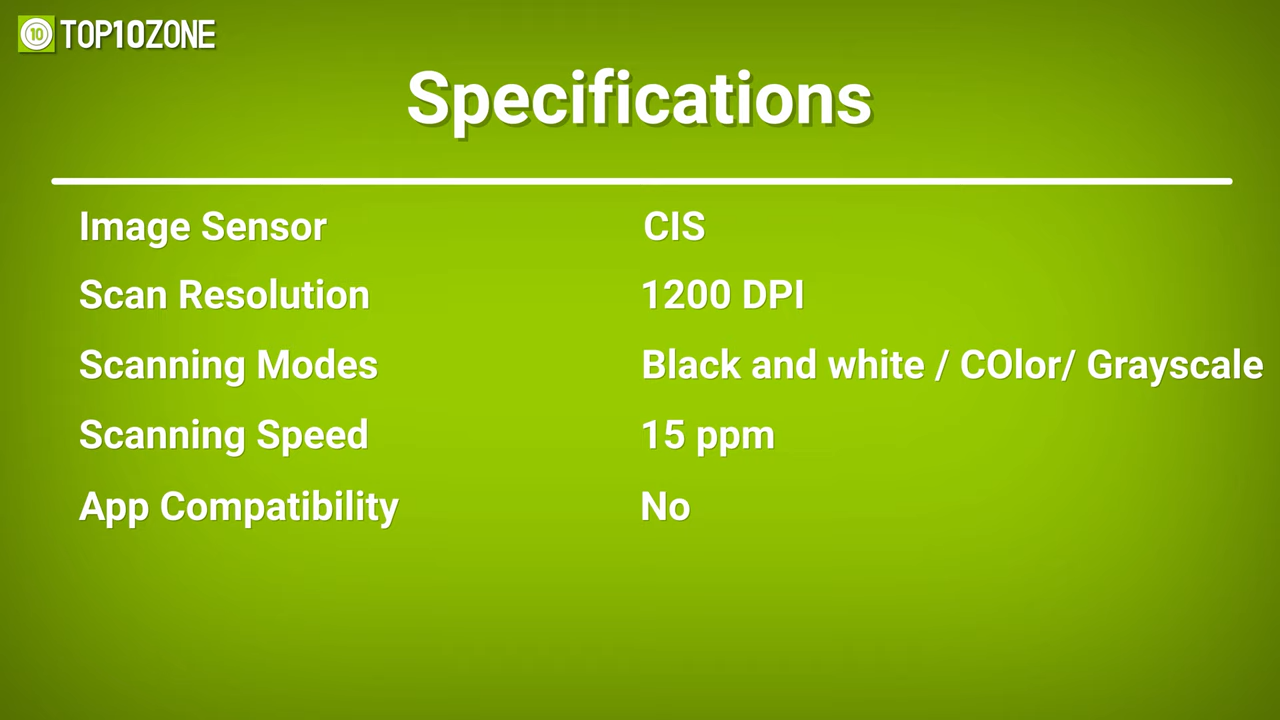 10 TOP10ZONE
Specifications
Image Sensor CIS
Scan Resolution 1200 DPI
Scanning Modes Black and white / COlor/ Grayscale
Scanning Speed 15 ppm
App Compatibility No